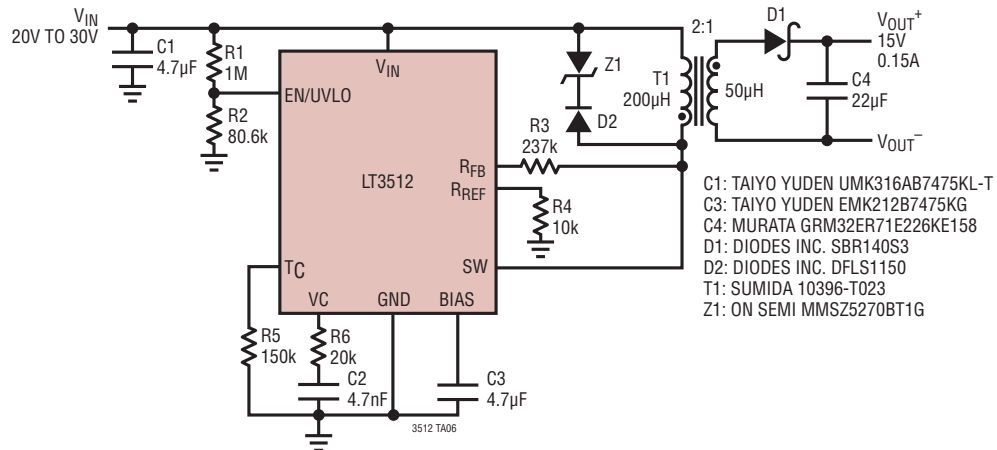 VIN
20V TO 30V
C1
4.7µF
R1
1M
R2
80.6k
VIN
EN/UVLO
LT3512
RFB
RREF
SW
TC
VC
GND
BIAS
Z1
D2
R3
237k
R4
10k
T1
200µH
2:1
50µH
D1
VOUT+
15V
0.15A
C4
22µF
VOUT–
R5
150k
R6
20k
C2
4.7nF
C3
4.7µF
3512 TA06
C1: TAIYO YUDEN UMK316AB7475KL-T
C3: TAIYO YUDEN EMK212B7475KG
C4: MURATA GRM32ER71E226KE158
D1: DIODES INC. SBR140S3
D2: DIODES INC. DFLS1150
T1: SUMIDA 10396-T023
Z1: ON SEMI MMSZ5270BT1G